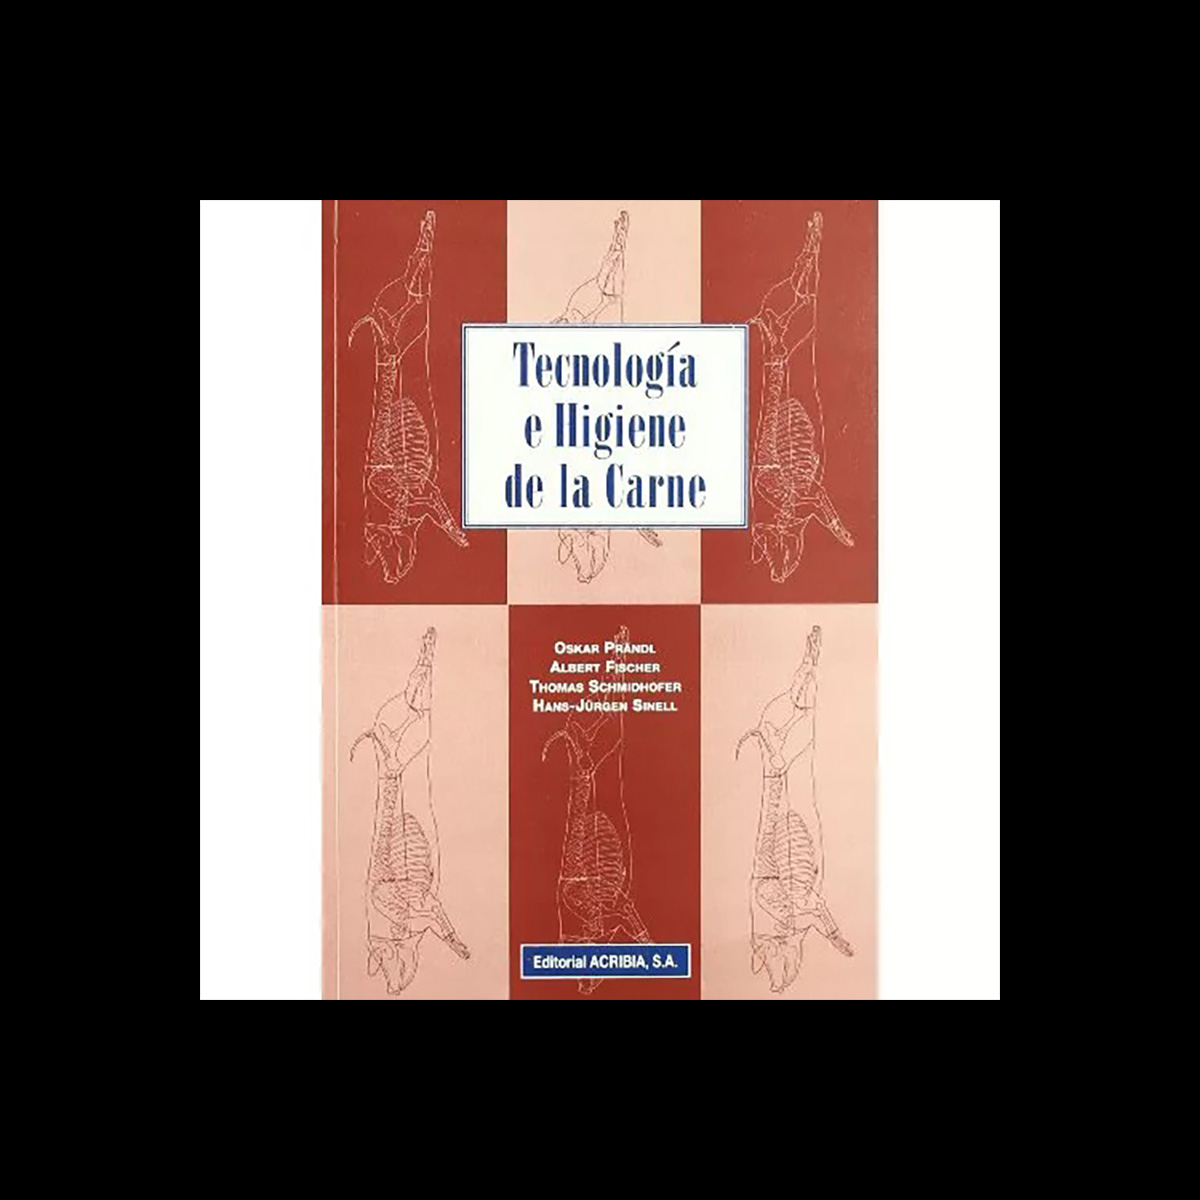 Tecnología
e Higiene
de la Carne
OSKAR PRÄNDL
ALBERT FISCHER
THOMAS SCHMIDHOFER
HANS-JÜRGEN SINELL
Editorial ACRIBIA, S.A.